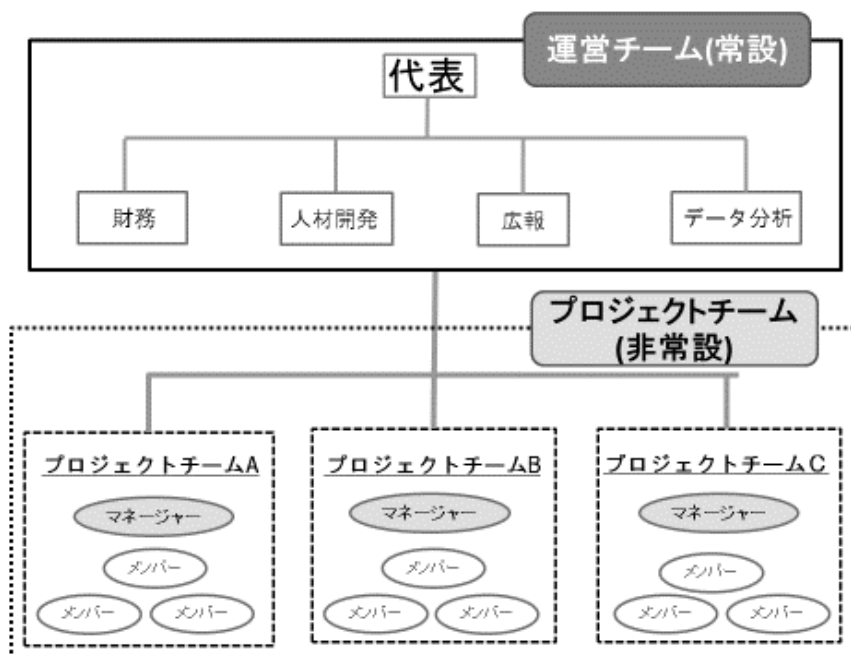 運営チーム(常設)
代表
財務
人材開発
広報
データ分析
プロジェクトチーム
(非常設)
プロジェクトチームA
プロジェクトチームB
プロジェクトチームC
マネージャー
マネージャー
マネージャー
メンバー
メンバー
メンバー
メンバー
メンバー
メンバー
メンバー
メンバー
メンバー